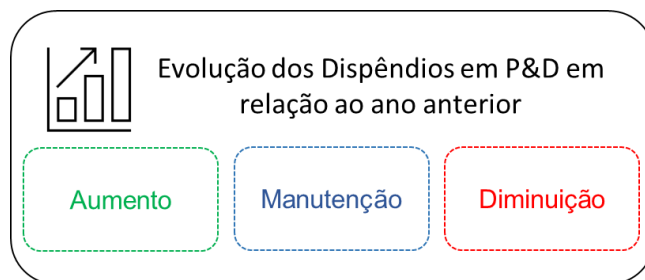 Evolução dos Dispêndios em P&D em
relação ao ano anterior
Aumento
Manutenção
Diminuição